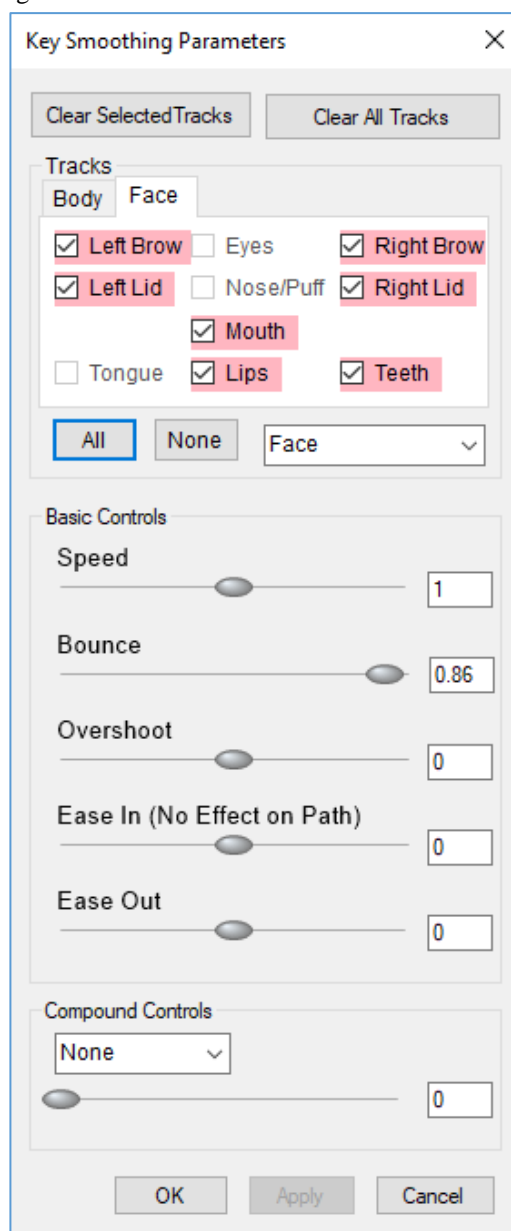 Key Smoothing Parameters
Clear Selected Tracks Clear All Tracks
Tracks
Body Face
Left Brow Eyes Right Brow
Left Lid Nose/Puff Right Lid
Mouth
Tongue Lips Teeth
All None Face
Basic Controls
Speed
1
Bounce
0.86
Overshoot
0
Ease In (No Effect on Path)
0
Ease Out
0
Compound Controls
None
0
OK Apply Cancel